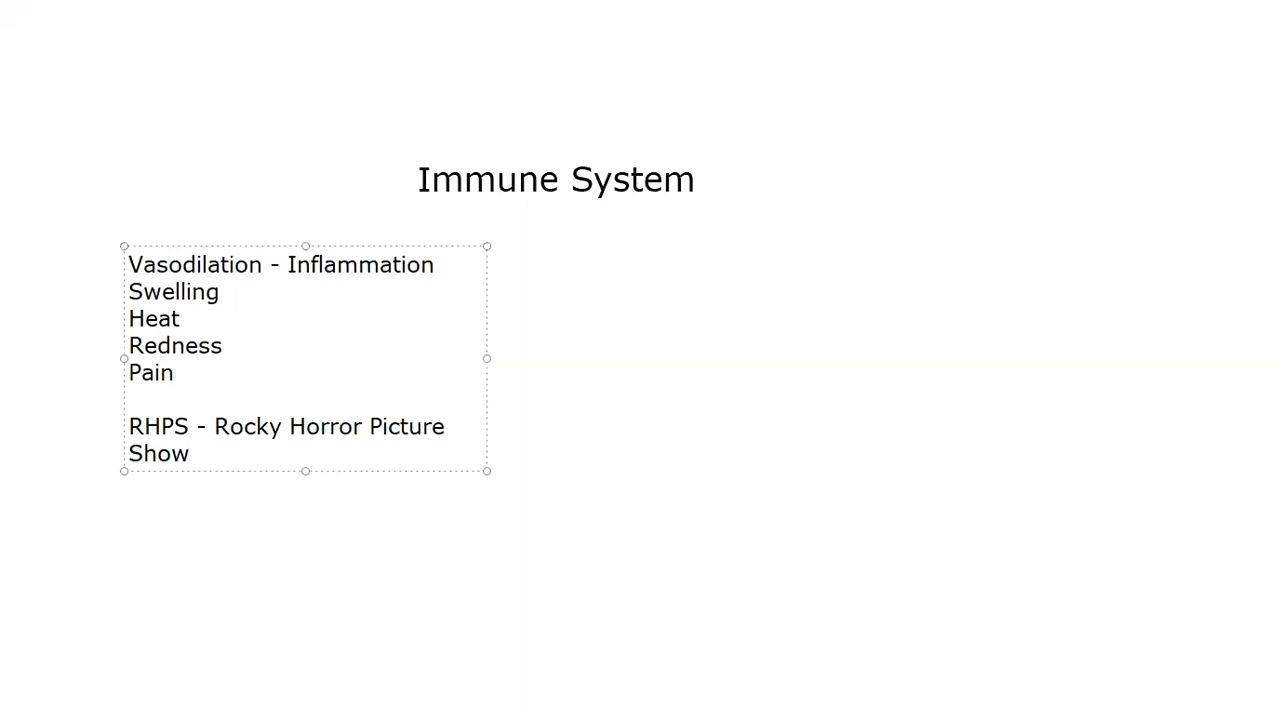 Immune System
Vasodilation - Inflammation
Swelling
Heat
Redness
Pain
RHPS - Rocky Horror Picture
Show